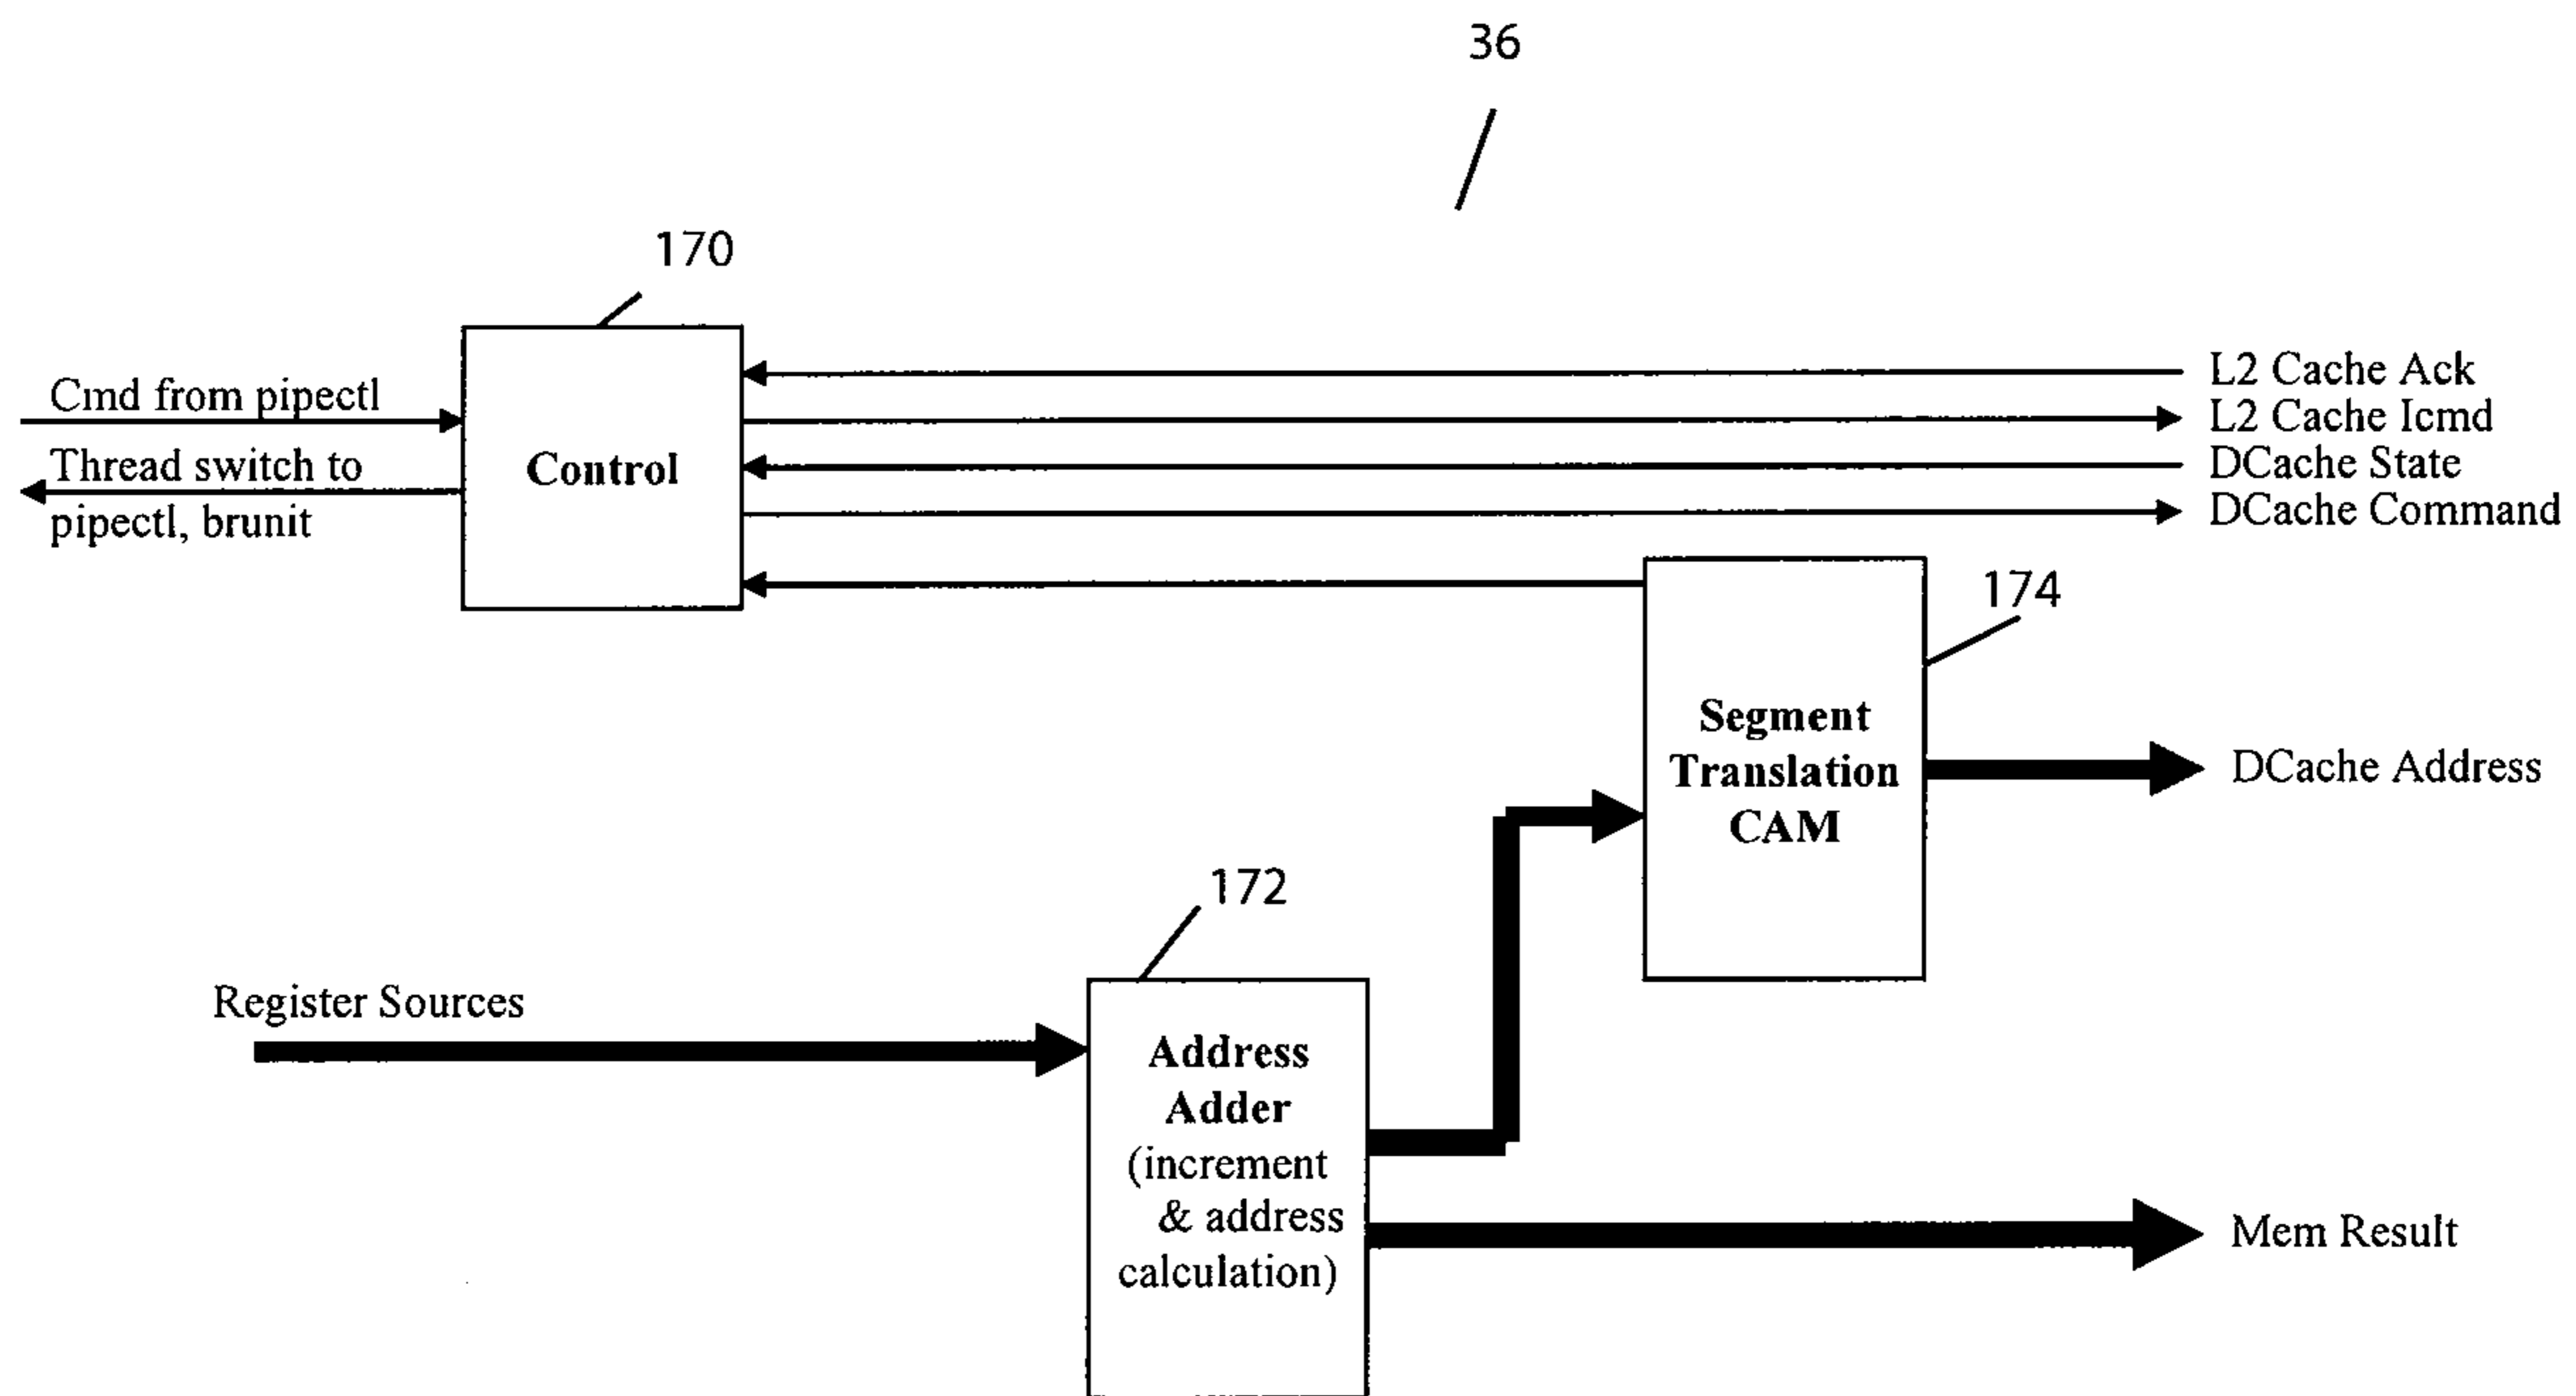 36
170
Cmd from pipectl
Thread switch to
pipectl, brunit
Control
L2 Cache Ack
L2 Cache Icmd
DCache State
DCache Command
174
Segment
Translation
CAM
DCache Address
172
Register Sources
Address
Adder
(increment
& address
calculation)
Mem Result